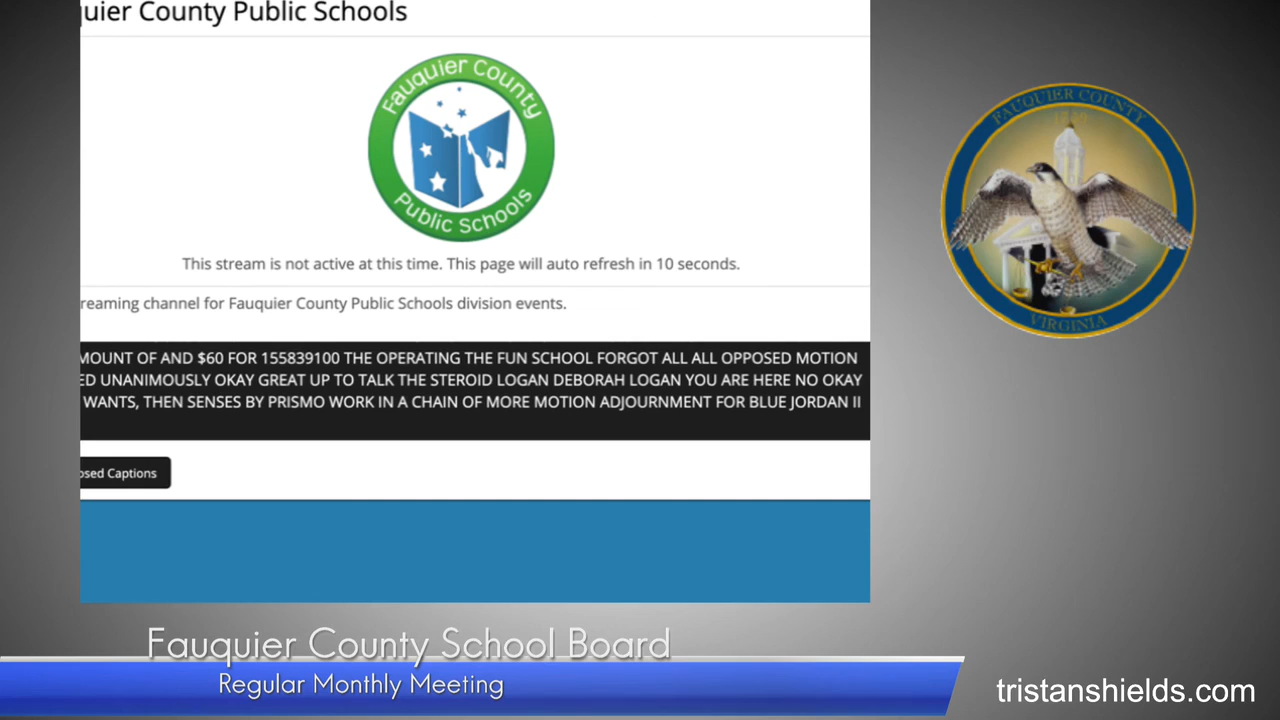 uier County Public Schools
Fauquier County
Public Schools
FAUQUIER COUNTY
VIRGINIA
This stream is not active at this time. This page will auto refresh in 10 seconds.
reaming channel for Fauquier County Public Schools division events.
MOUNT OF AND $60 FOR 155839100 THE OPERATING THE FUN SCHOOL FORGOT ALL ALL OPPOSED MOTION
ED UNANIMOUSLY OKAY GREAT UP TO TALK THE STEROID LOGAN DEBORAH LOGAN YOU ARE HERE NO OKAY
WANTS, THEN SENSES BY PRISMO WORK IN A CHAIN OF MORE MOTION ADJOURNMENT FOR BLUE JORDAN II
osed Captions
Fauquier County School Board
Regular Monthly Meeting
tristanshields.com